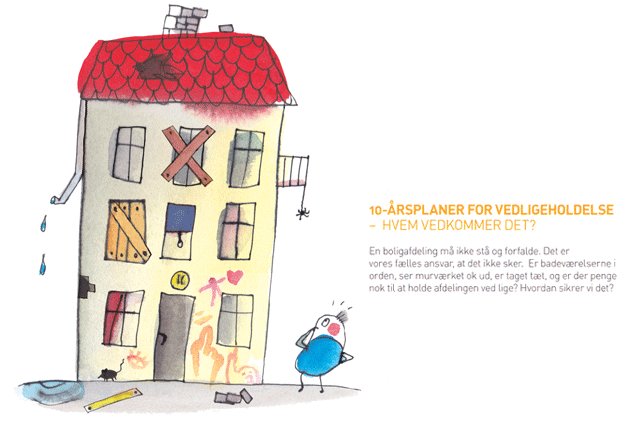 10-ÅRSPLANER FOR VEDLIGEHOLDELSE
– HVEM VEDKOMMER DET?
En boligafdeling må ikke stå og forfalde. Det er
vores fælles ansvar, at det ikke sker. Er badeværelserne i
orden, ser murværket ok ud, er taget tæt, og er der penge
nok til at holde afdelingen ved lige? Hvordan sikrer vi det?